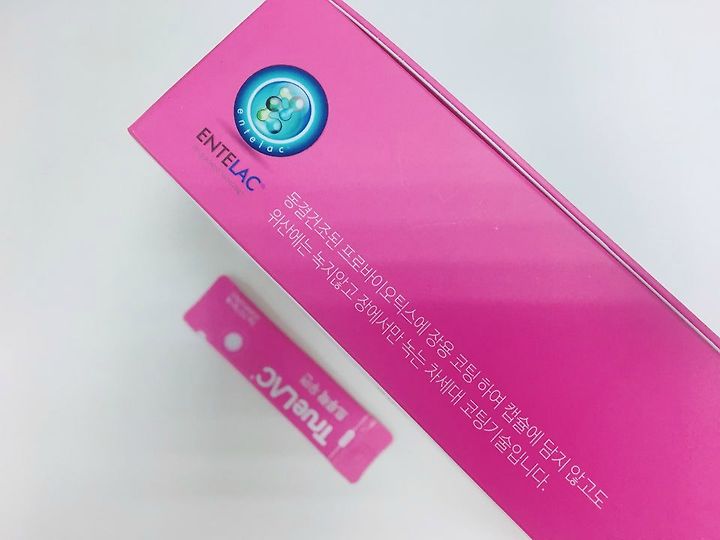 entelac
ENTELAC
동결건조된 프로바이오틱스에 장용 코팅 하여 캡슐에 담지 않고도
위산에는 녹지않고 장에서만 녹는 차세대 코팅기술입니다.
TrueLAC